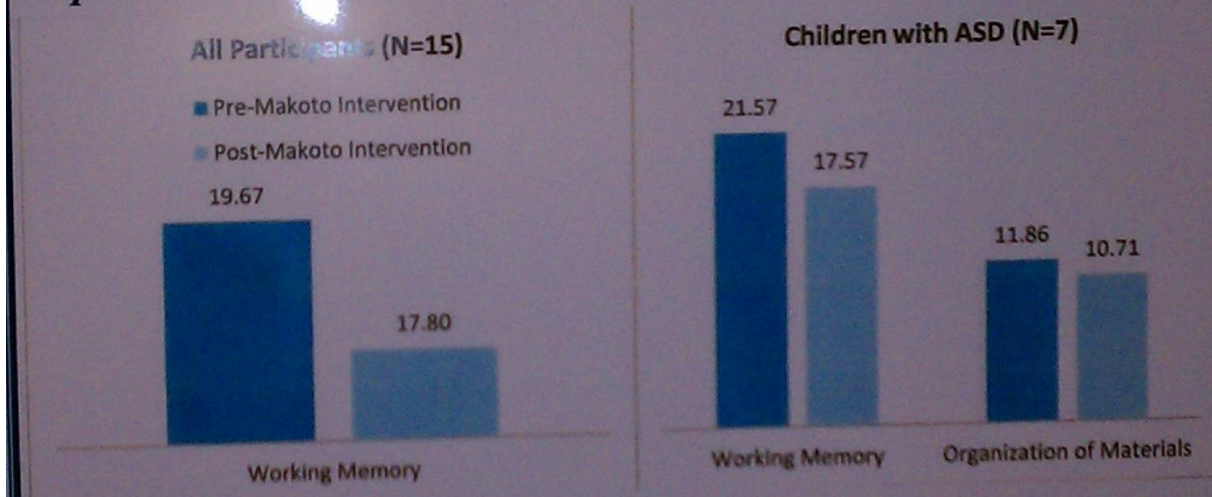 All Participants (N=15)
Pre-Makoto Intervention
Post-Makoto Intervention
19.67
17.80
Working Memory
Children with ASD (N=7)
21.57
17.57
11.86
10.71
Working Memory
Organization of Materials